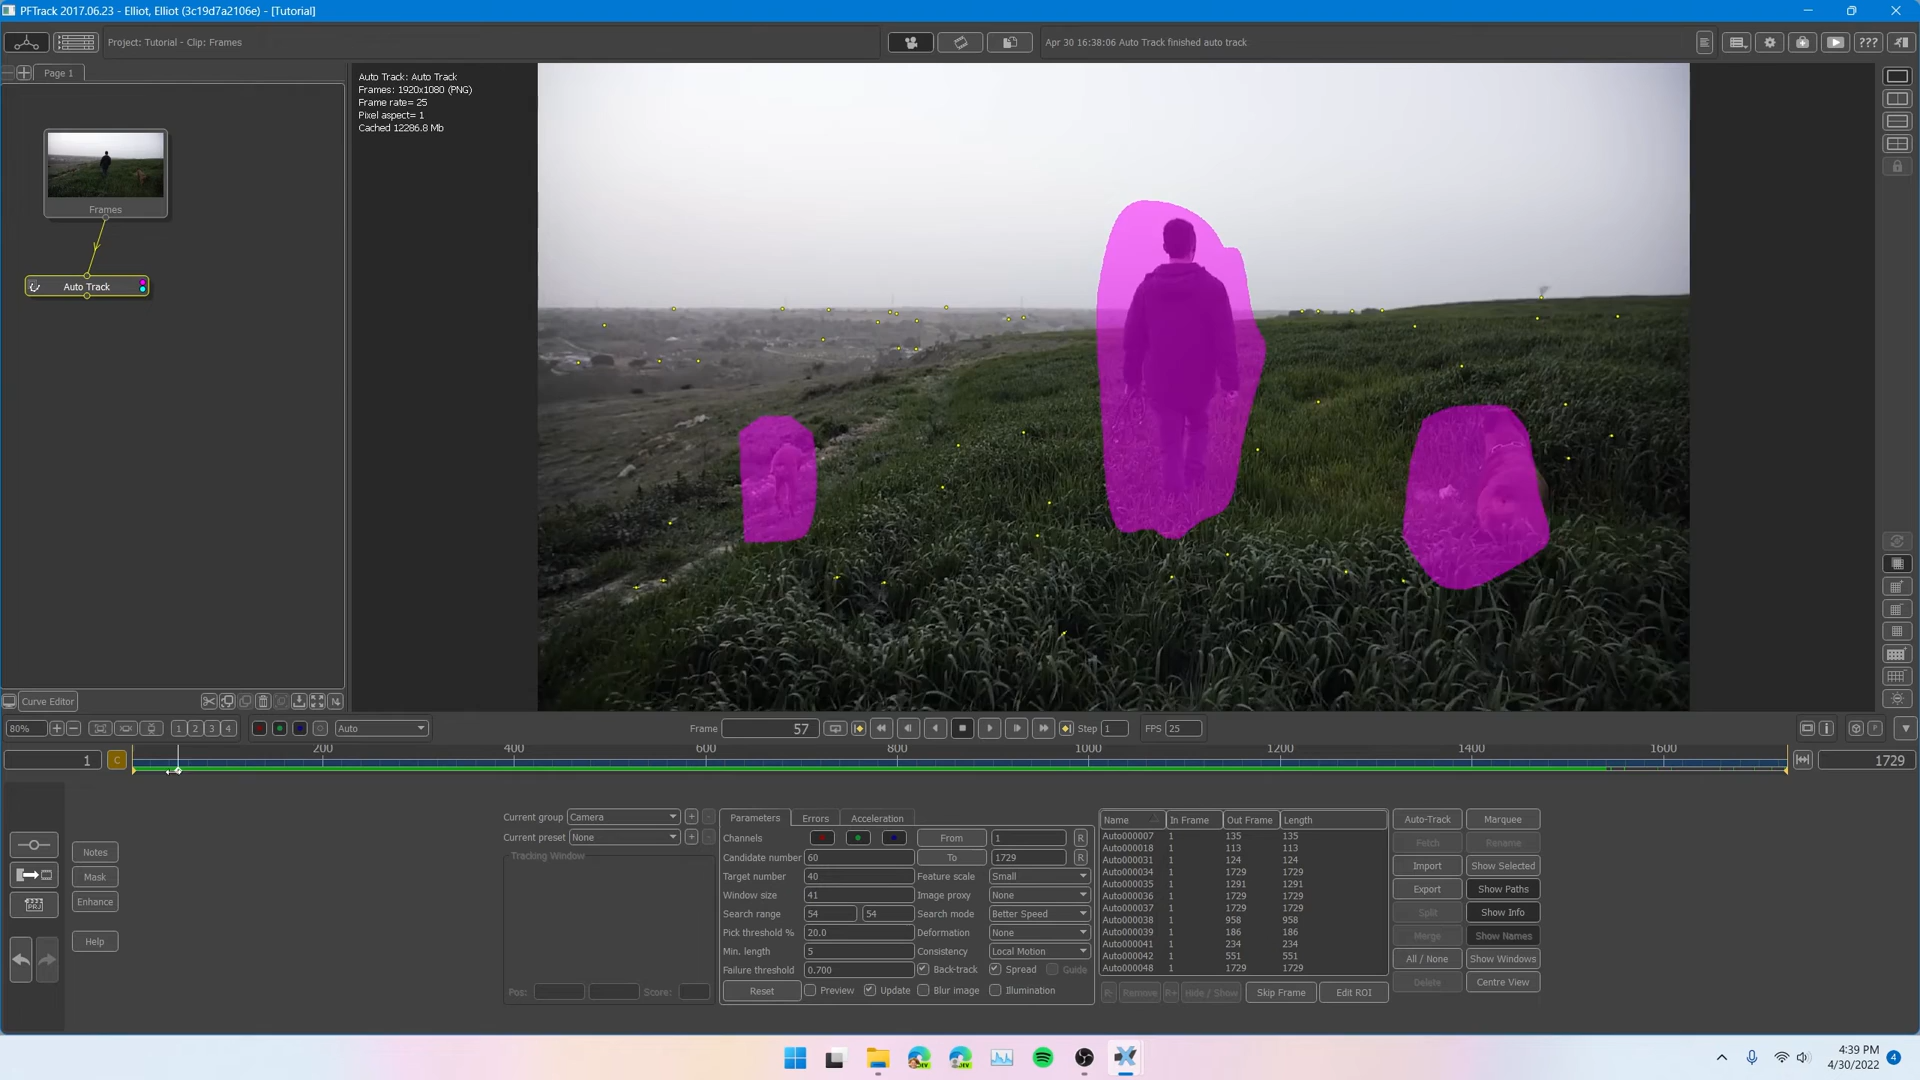 PFTrack 2017.06.23 - Elliot, Elliot (3c19d7a2106e) - [Tutorial]
Project: Tutorial - Clip: Frames
Apr 30 16:38:06 Auto Track finished auto track
???
Page 1
Auto Track: Auto Track
Frames: 1920x1080 (PNG)
Frame rate= 25
Pixel aspect= 1
Cached 12286.8 Mb
Frames
Auto Track
Curve Editor
80%
1 2 3 4
Auto
Frame 57
Step 1
FPS 25
P
1
C
200 400 600 800 1000 1200 1400 1600
1729
Notes
Mask
Enhance
PRJ
Help
Current group Camera + -
Current preset None + -
Tracking Window
Pos: Score:
Parameters Errors Acceleration
Channels From 1 R
Candidate number 60 To 1729 R
Target number 40 Feature scale Small
Window size 41 Image proxy None
Search range 54 54 Search mode Better Speed
Pick threshold % 20.0 Deformation None
Min. length 5 Consistency Local Motion
Failure threshold 0.700 Back-track Spread Guide
Reset Preview Update Blur image Illumination
Name In Frame Out Frame Length
Auto000007 1 135 135
Auto000018 1 113 113
Auto000031 1 124 124
Auto000034 1 1729 1729
Auto000035 1 1291 1291
Auto000036 1 1729 1729
Auto000037 1 1729 1729
Auto000038 1 958 958
Auto000039 1 186 186
Auto000041 1 234 234
Auto000042 1 551 551
Auto000048 1 1729 1729
R- Remove R+ Hide / Show Skip Frame Edit ROI
Auto-Track Marquee
Fetch Rename
Import Show Selected
Export Show Paths
Split Show Info
Merge Show Names
All / None Show Windows
Delete Centre View
DEV
DEV
4:39 PM
4/30/2022
4